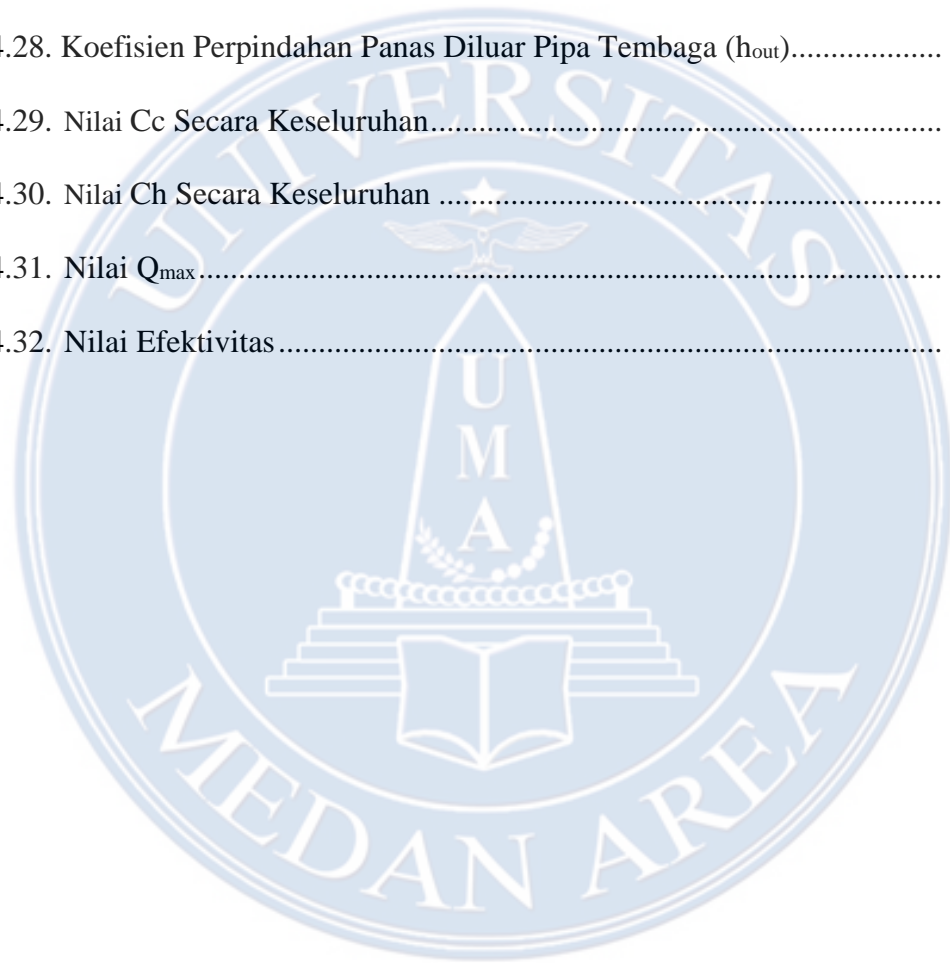 4.28. Koefisien Perpindahan Panas Diluar Pipa Tembaga (hout)..................
4.29. Nilai Cc Secara Keseluruhan......................................................
4.30. Nilai Ch Secara Keseluruhan .....................................................
4.31. Nilai Qmax..............................................................................
4.32. Nilai Efektivitas......................................................................
UNIVERSITAS
UMA
MEDAN AREA